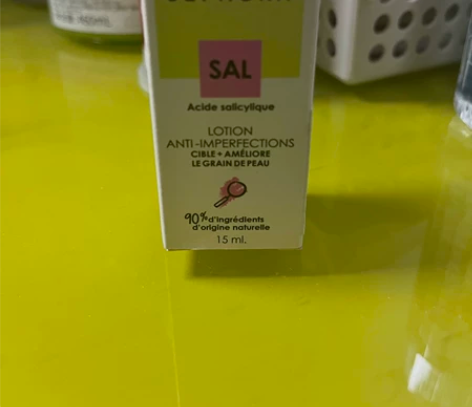 SAL
Acide salicylique
LOTION
ANTI-IMPERFECTIONS
CIBLE + AMÉLIORE
LE GRAIN DE PEAU
90% d'ingrédients
d'origine naturelle
15 ml.